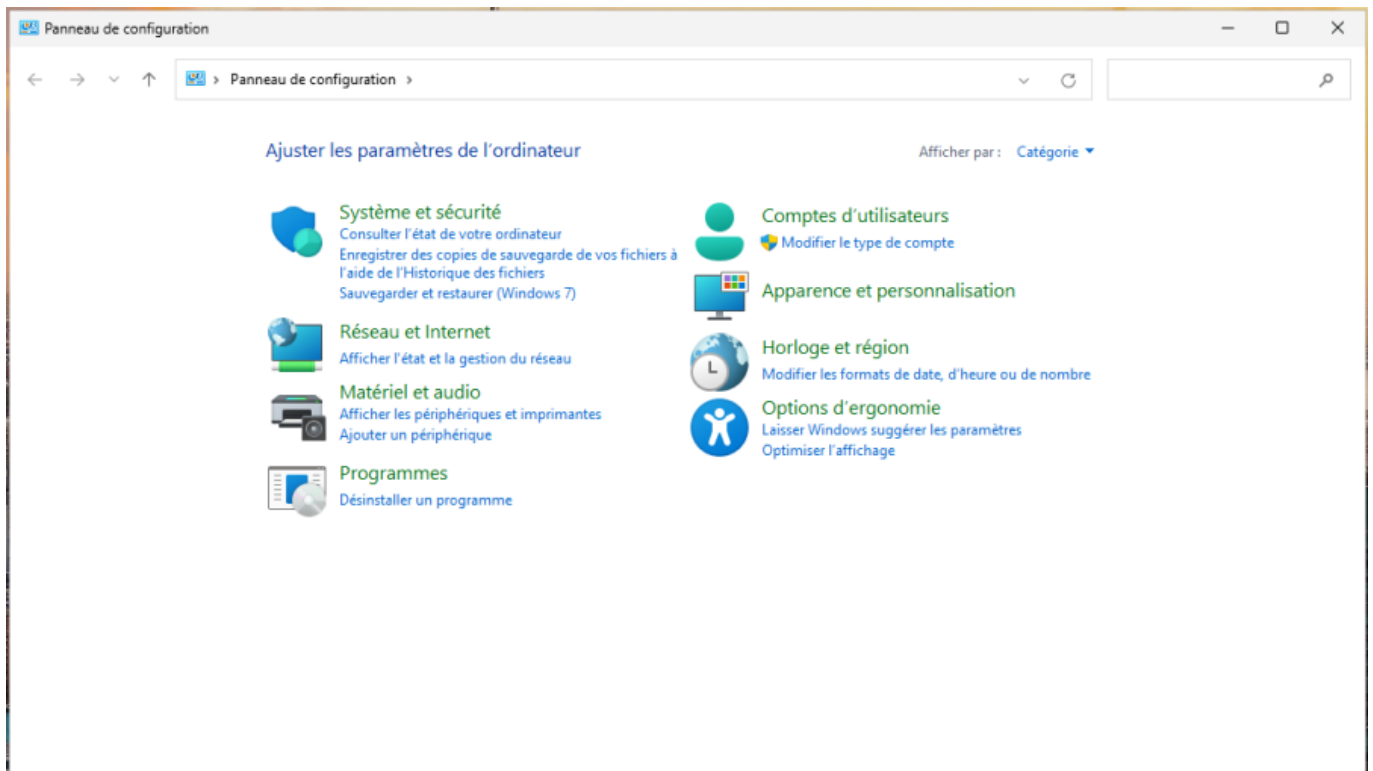 Panneau de configuration
Panneau de configuration
Ajuster les paramètres de l'ordinateur
Afficher par : Catégorie
Système et sécurité
Consulter l'état de votre ordinateur
Enregistrer des copies de sauvegarde de vos fichiers à
l'aide de l'Historique des fichiers
Sauvegarder et restaurer (Windows 7)
Réseau et Internet
Afficher l'état et la gestion du réseau
Matériel et audio
Afficher les périphériques et imprimantes
Ajouter un périphérique
Programmes
Désinstaller un programme
Comptes d'utilisateurs
Modifier le type de compte
Apparence et personnalisation
Horloge et région
Modifier les formats de date, d'heure ou de nombre
Options d'ergonomie
Laisser Windows suggérer les paramètres
Optimiser l'affichage